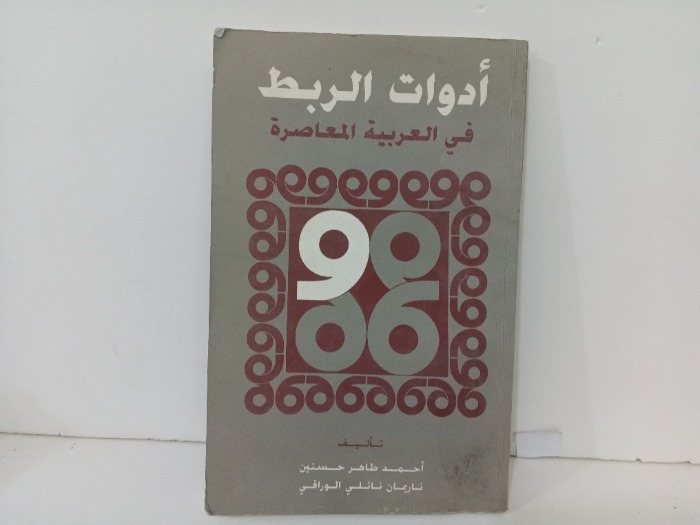 أدوات الربط
في العربية المعاصرة
تأليف
أحمد طاهر حسنين
ناريمان نائلي الوراقي